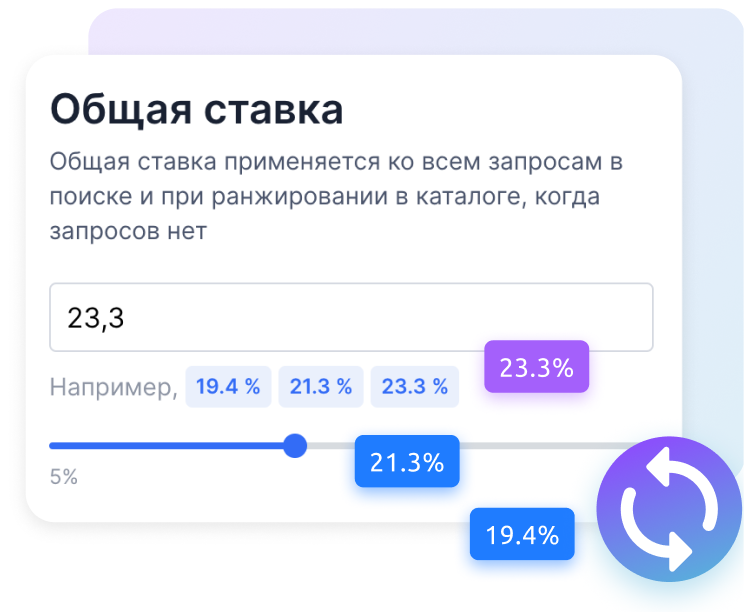 Общая ставка
Общая ставка применяется ко всем запросам в
поиске и при ранжировании в каталоге, когда
запросов нет
23,3
23.3%
Например, 19.4 % 21.3 % 23.3 %
21.3%
5%
19.4%